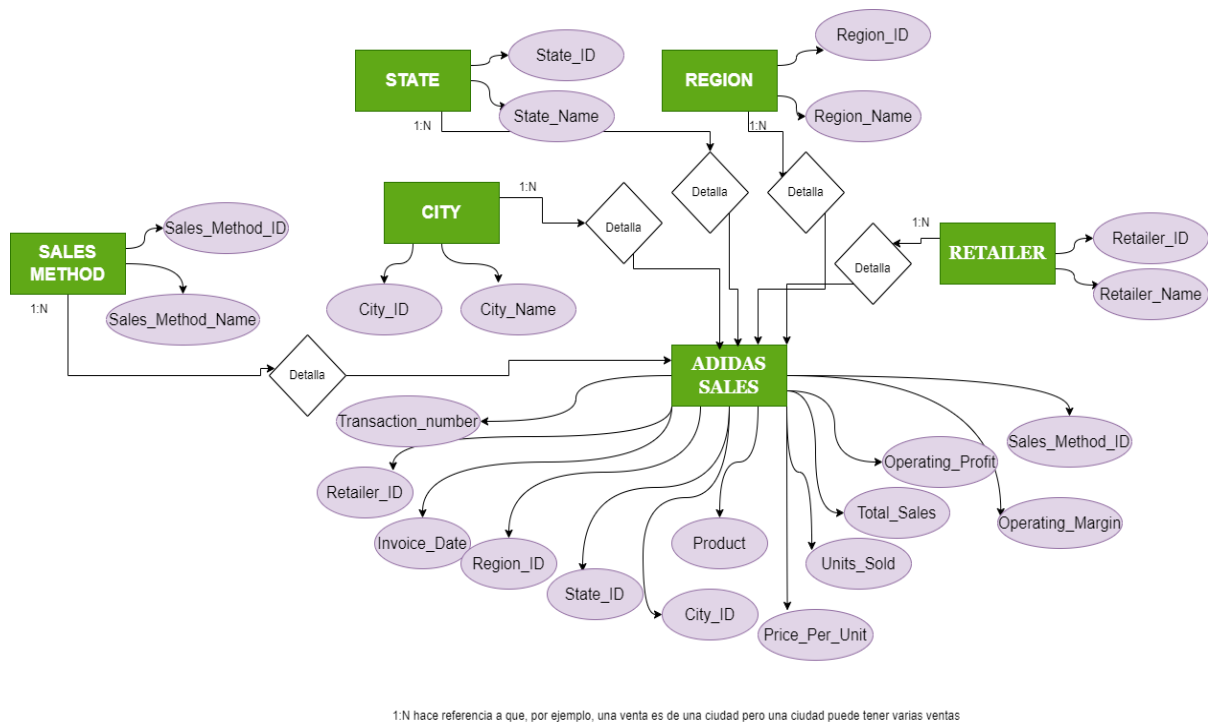 STATE
State_ID
State_Name
1:N
REGION
Region_ID
Region_Name
1:N
Detalla
Detalla
CITY
1:N
Detalla
City_ID
City_Name
SALES
METHOD
Sales_Method_ID
Sales_Method_Name
1:N
Detalla
1:N
RETAILER
Retailer_ID
Retailer_Name
Detalla
ADIDAS
SALES
Transaction_number
Retailer_ID
Invoice_Date
Region_ID
State_ID
City_ID
Product
Price_Per_Unit
Units_Sold
Total_Sales
Operating_Profit
Operating_Margin
Sales_Method_ID
1:N hace referencia a que, por ejemplo, una venta es de una ciudad pero una ciudad puede tener varias ventas